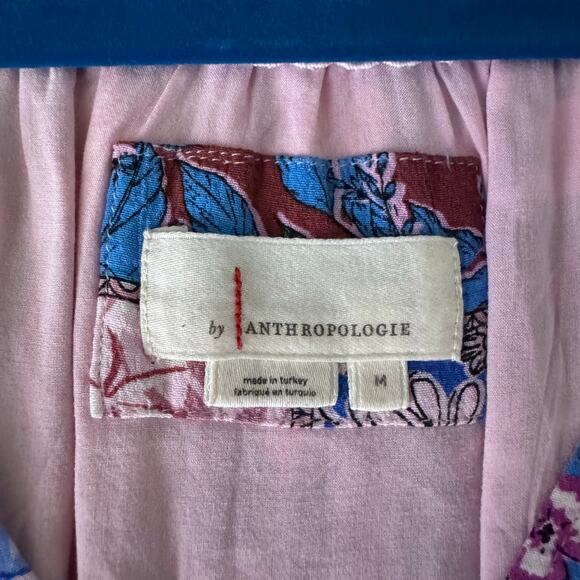 by ANTHROPOLOGIE
made in turkey
fabriqué en turquie
M